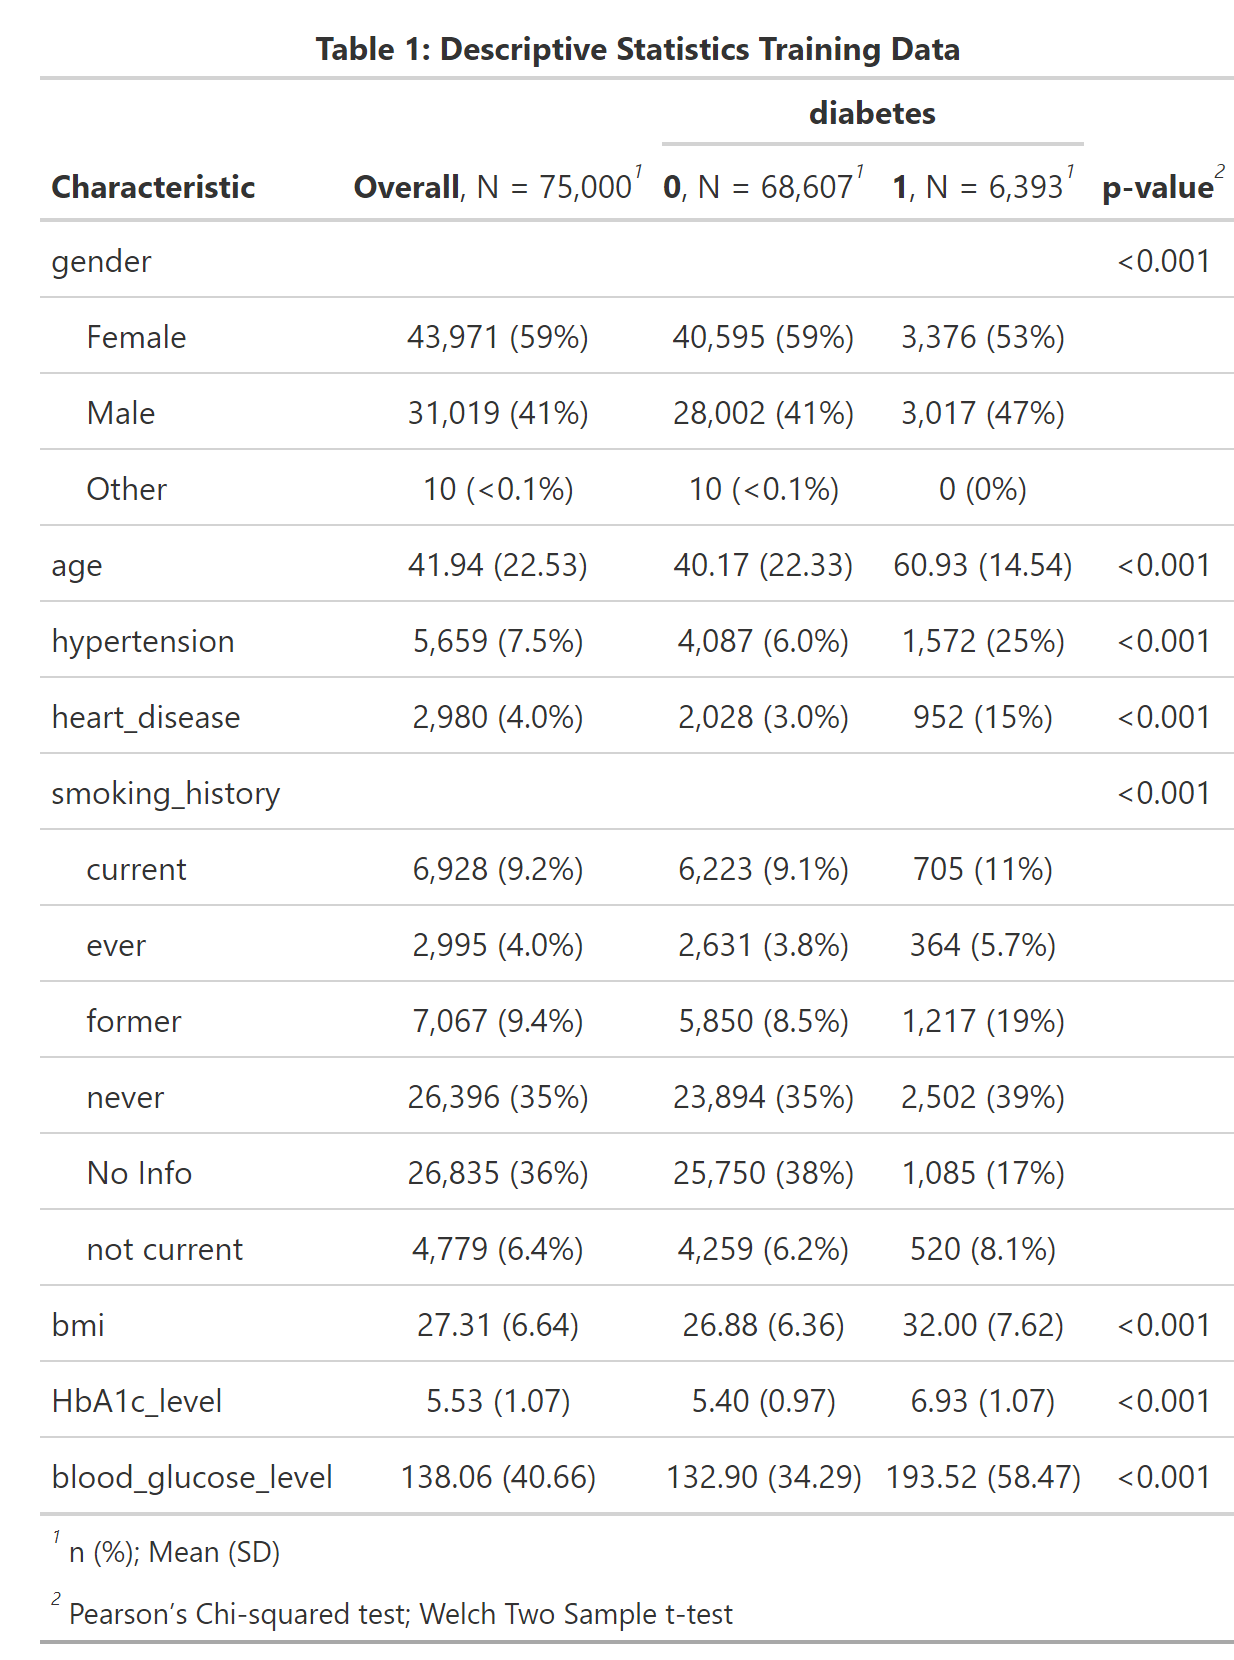 Table 1: Descriptive Statistics Training Data
diabetes
Characteristic Overall, N = 75,000¹ 0, N = 68,607¹ 1, N = 6,393¹ p-value²
gender <0.001
Female 43,971 (59%) 40,595 (59%) 3,376 (53%)
Male 31,019 (41%) 28,002 (41%) 3,017 (47%)
Other 10 (<0.1%) 10 (<0.1%) 0 (0%)
age 41.94 (22.53) 40.17 (22.33) 60.93 (14.54) <0.001
hypertension 5,659 (7.5%) 4,087 (6.0%) 1,572 (25%) <0.001
heart_disease 2,980 (4.0%) 2,028 (3.0%) 952 (15%) <0.001
smoking_history <0.001
current 6,928 (9.2%) 6,223 (9.1%) 705 (11%)
ever 2,995 (4.0%) 2,631 (3.8%) 364 (5.7%)
former 7,067 (9.4%) 5,850 (8.5%) 1,217 (19%)
never 26,396 (35%) 23,894 (35%) 2,502 (39%)
No Info 26,835 (36%) 25,750 (38%) 1,085 (17%)
not current 4,779 (6.4%) 4,259 (6.2%) 520 (8.1%)
bmi 27.31 (6.64) 26.88 (6.36) 32.00 (7.62) <0.001
HbA1c_level 5.53 (1.07) 5.40 (0.97) 6.93 (1.07) <0.001
blood_glucose_level 138.06 (40.66) 132.90 (34.29) 193.52 (58.47) <0.001
¹ n (%); Mean (SD)
² Pearson’s Chi-squared test; Welch Two Sample t-test